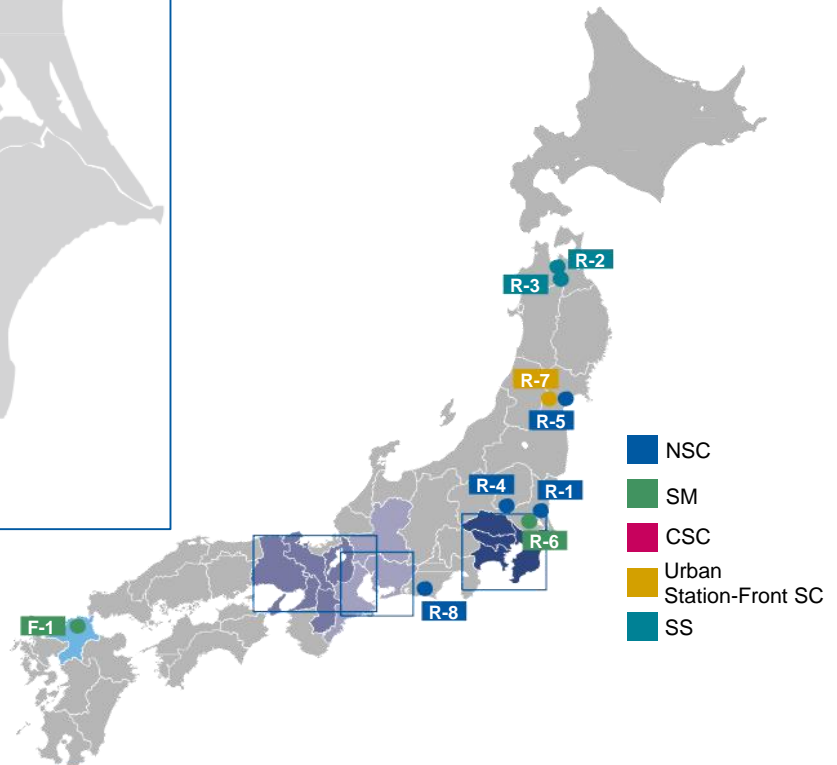 R-2
R-3
R-7
R-5
R-4
R-1
R-6
R-8
F-1
NSC
SM
CSC
Urban
Station-Front SC
SS